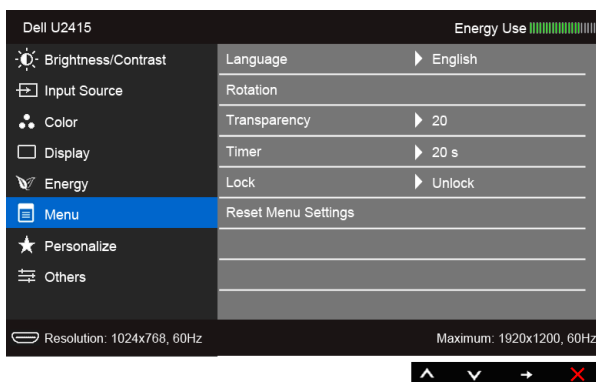 Dell U2415
Energy Use
Brightness/Contrast
Language English
Input Source
Rotation
Color
Transparency 20
Display
Timer 20 s
Energy
Lock Unlock
Menu
Reset Menu Settings
Personalize
Others
Resolution: 1024x768, 60Hz
Maximum: 1920x1200, 60Hz